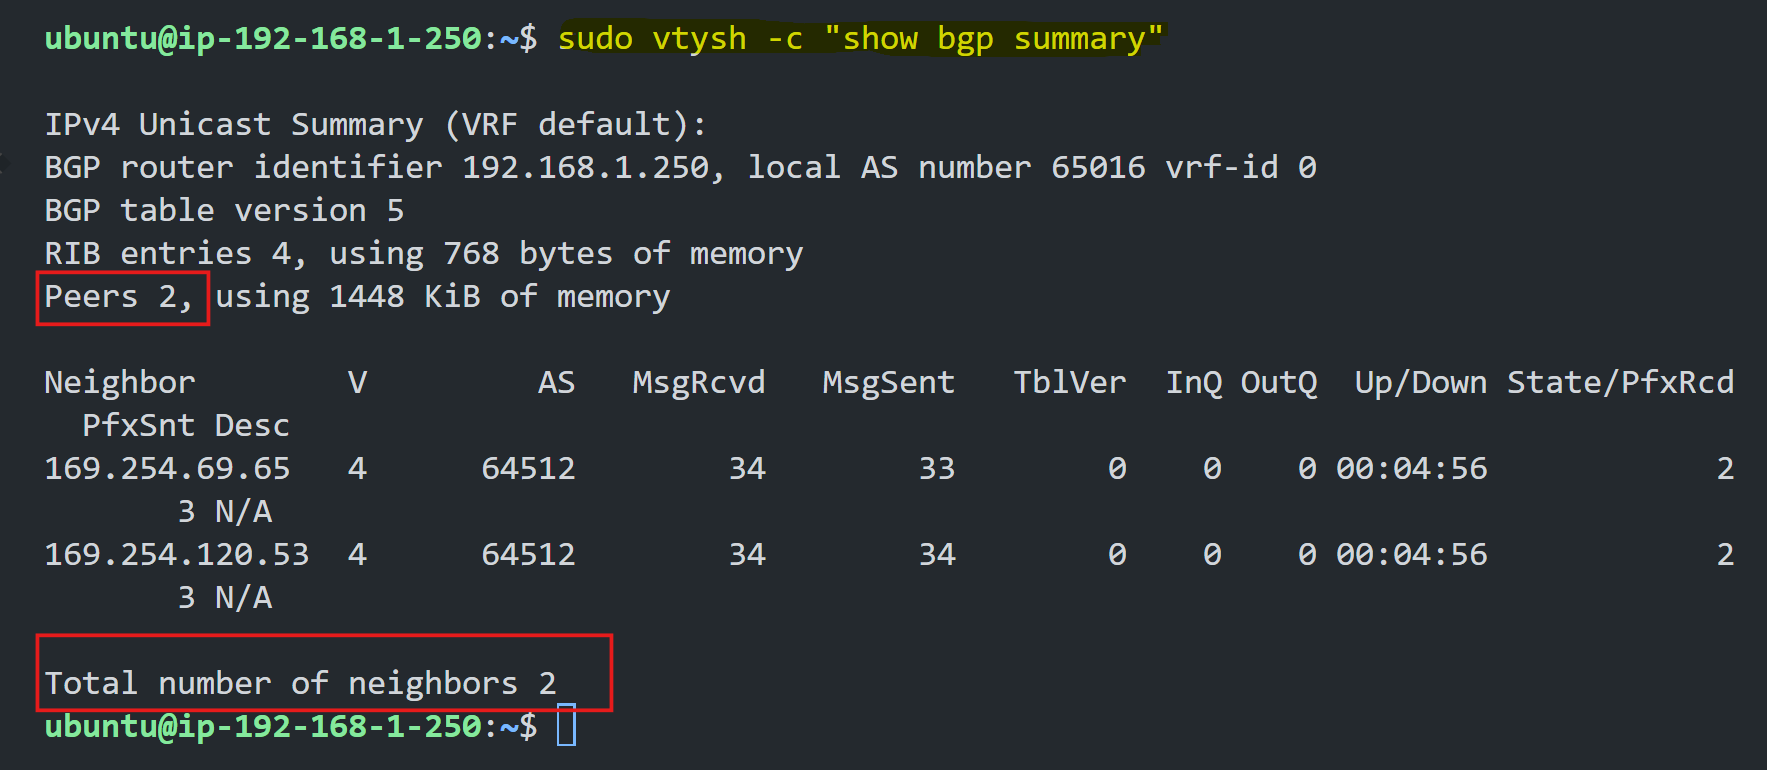 ubuntu@ip-192-168-1-250:~$ sudo vtysh -c "show bgp summary"
IPv4 Unicast Summary (VRF default):
BGP router identifier 192.168.1.250, local AS number 65016 vrf-id 0
BGP table version 5
RIB entries 4, using 768 bytes of memory
Peers 2, using 1448 KiB of memory
Neighbor        V         AS   MsgRcvd   MsgSent   TblVer  InQ OutQ  Up/Down State/PfxRcd
  PfxSnt Desc
169.254.69.65   4      64512        34        33        0    0    0 00:04:56            2
       3 N/A
169.254.120.53  4      64512        34        34        0    0    0 00:04:56            2
       3 N/A
Total number of neighbors 2
ubuntu@ip-192-168-1-250:~$